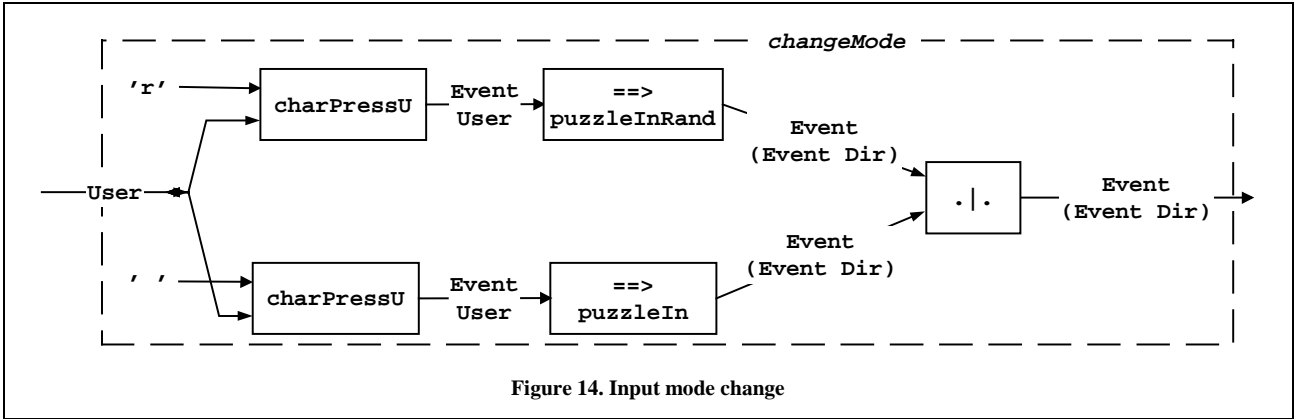 changeMode
'r'
charPressU
Event
User
==>
puzzleInRand
Event
(Event Dir)
User
.|.
Event
(Event Dir)
' '
charPressU
Event
User
==>
puzzleIn
Event
(Event Dir)
Figure 14. Input mode change